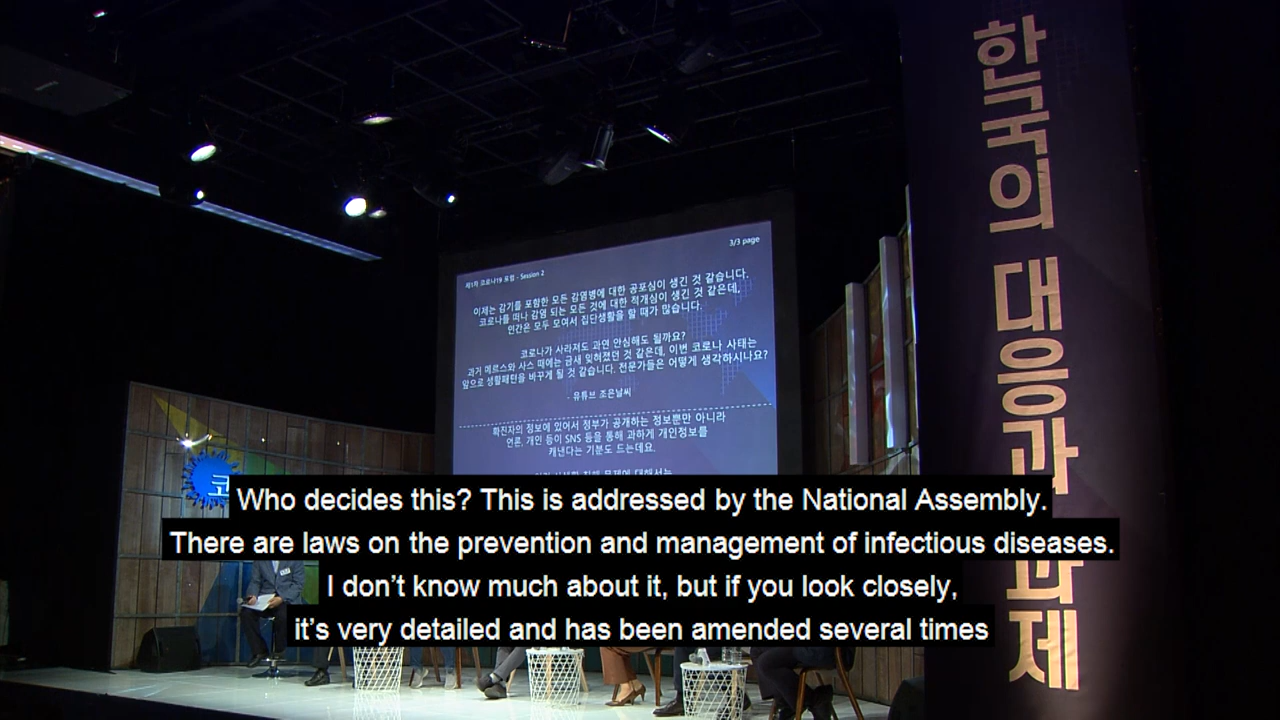 제1차 코로나19 포럼 - Session 2
3/3 page
이제는 감기를 포함한 모든 감염병에 대한 공포심이 생긴 것 같습니다.
코로나를 떠나 감염 되는 모든 것에 대한 적개심이 생긴 것 같은데,
인간은 모두 모여서 집단생활을 할 때가 많습니다.
코로나가 사라져도 과연 안심해도 될까요?
과거 메르스와 사스 때에는 금새 잊혀졌던 것 같은데, 이번 코로나 사태는
앞으로 생활패턴을 바꾸게 될 것 같습니다. 전문가들은 어떻게 생각하시나요?
- 유튜브 조은날씨
확진자의 정보에 있어서 정부가 공개하는 정보뿐만 아니라
언론, 개인 등이 SNS 등을 통해 과하게 개인정보를
캐낸다는 기분도 드는데요.
한국의 대응과 과제
코
Who decides this? This is addressed by the National Assembly.
There are laws on the prevention and management of infectious diseases.
I don't know much about it, but if you look closely,
it's very detailed and has been amended several times